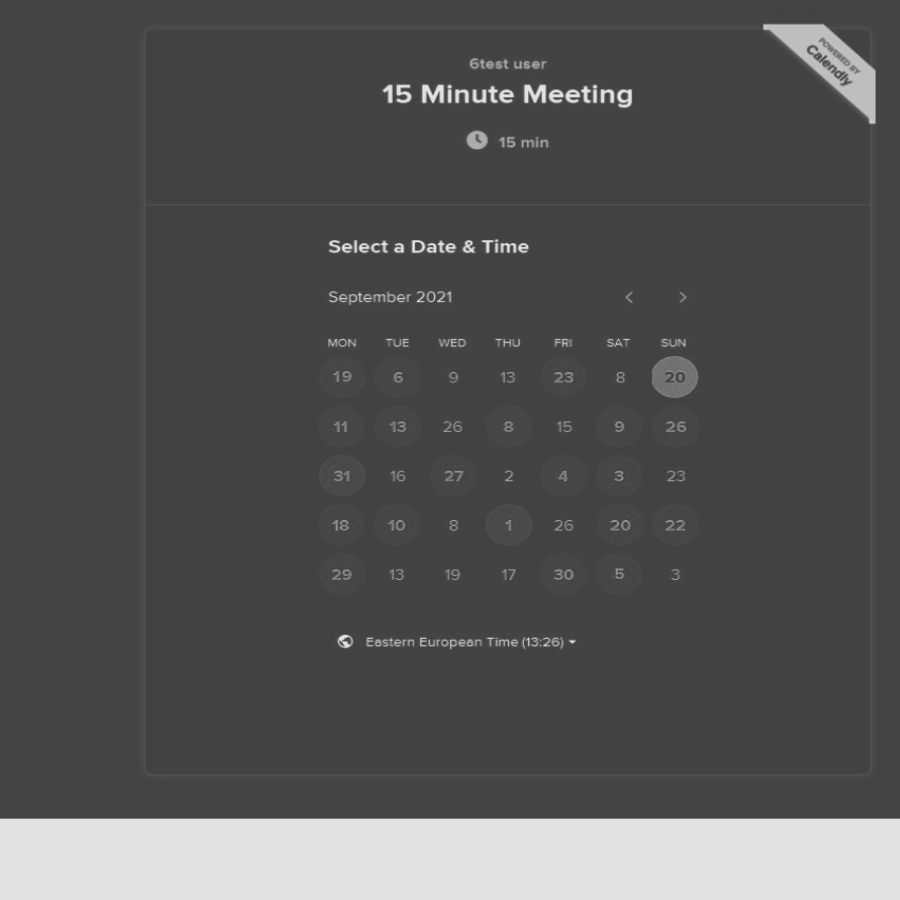 POWERED BY
Calendly
6test user
15 Minute Meeting
15 min
Select a Date & Time
September 2021
MON TUE WED THU FRI SAT SUN
19 6 9 13 23 8 20
11 13 26 8 15 9 26
31 16 27 2 4 3 23
18 10 8 1 26 20 22
29 13 19 17 30 5 3
Eastern European Time (13:26)